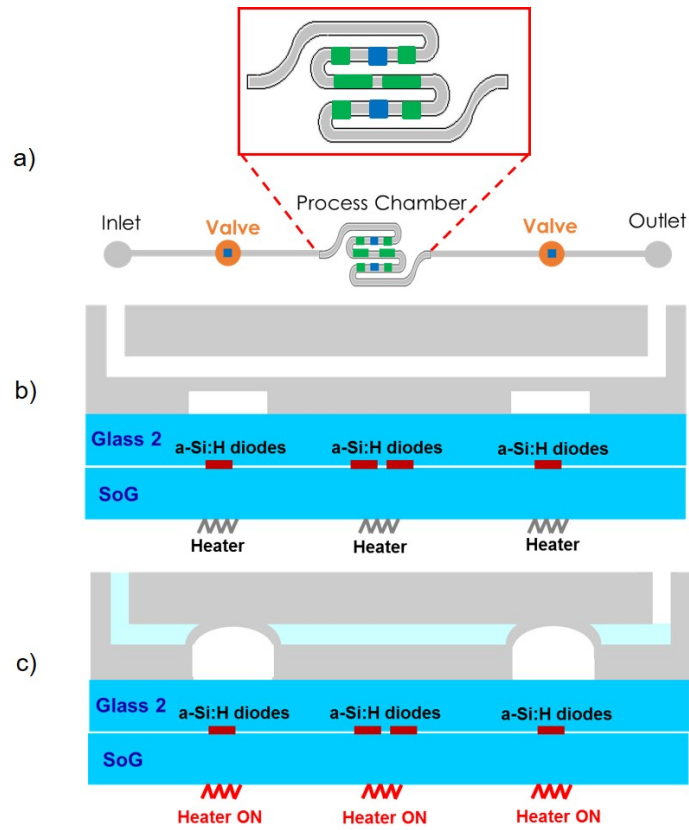 a)
Process Chamber
Inlet
Valve
Valve
Outlet
b)
Glass 2
a-Si:H diodes
a-Si:H diodes
a-Si:H diodes
SoG
Heater
Heater
Heater
c)
Glass 2
a-Si:H diodes
a-Si:H diodes
a-Si:H diodes
SoG
Heater ON
Heater ON
Heater ON